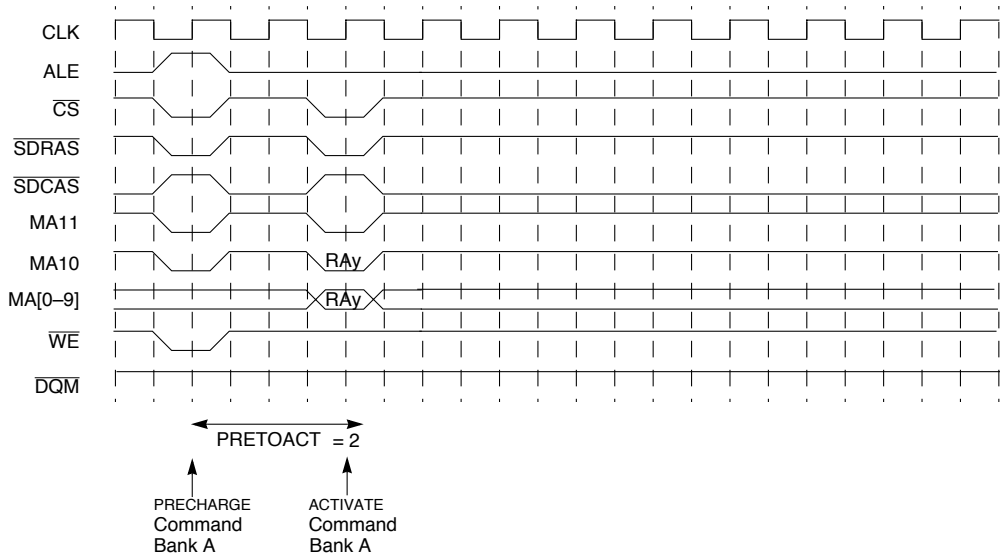 CLK
ALE
CS
SDRAS
SDCAS
MA11
MA10 RAy
MA[0–9] RAy
WE
DQM
PRETOACT = 2
PRECHARGE
Command
Bank A
ACTIVATE
Command
Bank A